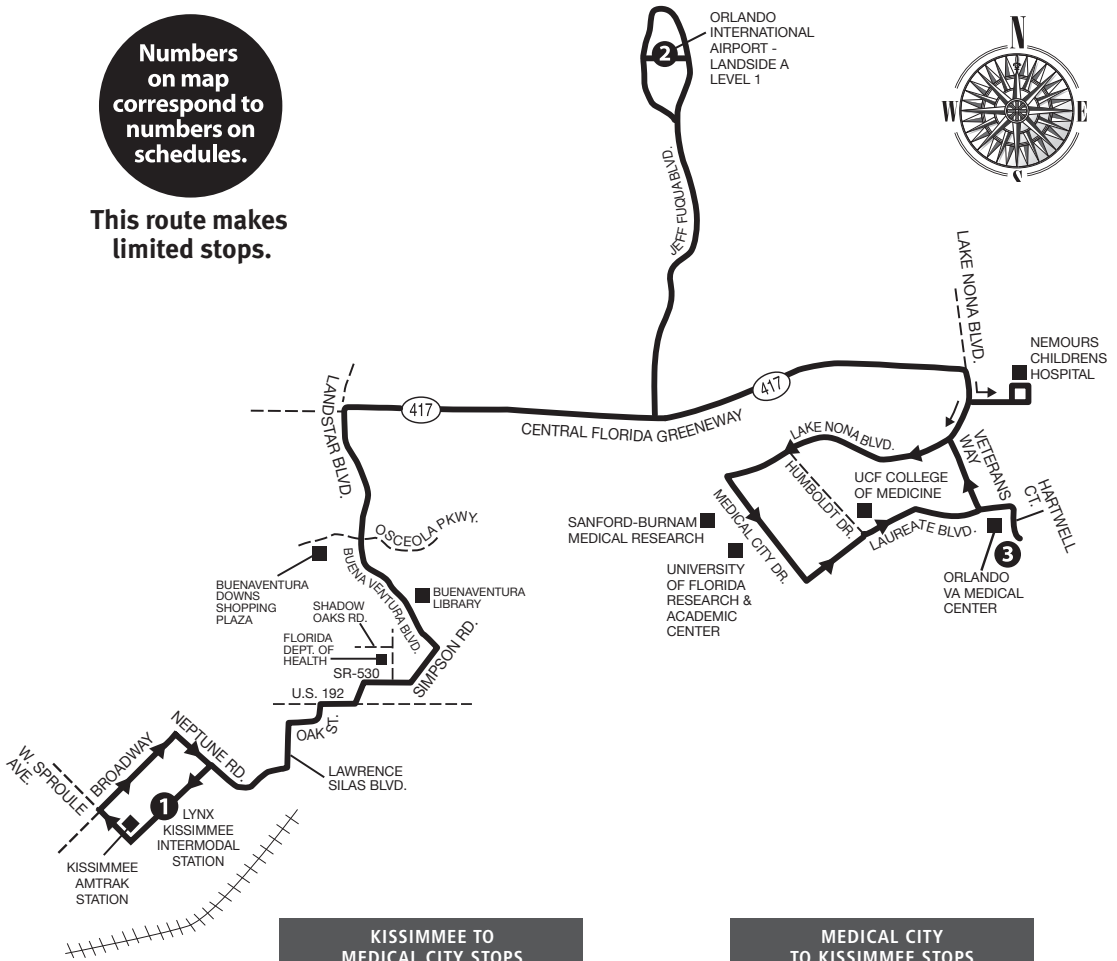 Numbers
on map
correspond to
numbers on
schedules.
This route makes
limited stops.
2
ORLANDO
INTERNATIONAL
AIRPORT -
LANDSIDE A
LEVEL 1
N
W
E
S
JEFF FUQUA BLVD.
LAKE NONA BLVD.
NEMOURS
CHILDRENS
HOSPITAL
LANDSTAR BLVD.
417
417
CENTRAL FLORIDA GREENEWAY
LAKE NONA BLVD.
VETERANS
WAY
HUMBOLDT DR.
UCF COLLEGE
OF MEDICINE
HARTWELL
CT.
MEDICAL CITY DR.
SANFORD-BURNAM
MEDICAL RESEARCH
LAUREATE BLVD.
3
UNIVERSITY
OF FLORIDA
RESEARCH &
ACADEMIC
CENTER
ORLANDO
VA MEDICAL
CENTER
OSCEOLA PKWY.
BUENAVENTURA
DOWNS
SHOPPING
PLAZA
BUENA VENTURA BLVD.
BUENAVENTURA
LIBRARY
SHADOW
OAKS RD.
FLORIDA
DEPT. OF
HEALTH
SR-530
SIMPSON RD.
U.S. 192
OAK ST.
NEPTUNE RD.
BROADWAY
W. SPROULE
AVE.
LAWRENCE
SILAS BLVD.
1
LYNX
KISSIMMEE
INTERMODAL
STATION
KISSIMMEE
AMTRAK
STATION
KISSIMMEE TO
MEDICAL CITY STOPS
MEDICAL CITY
TO KISSIMMEE STOPS